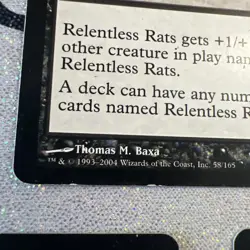 Relentless Rats gets +1/+
other creature in play nam
Relentless Rats.
A deck can have any num
cards named Relentless R
Thomas M. Baxa
™ & © 1993–2004 Wizards of the Coast, Inc. 58/165